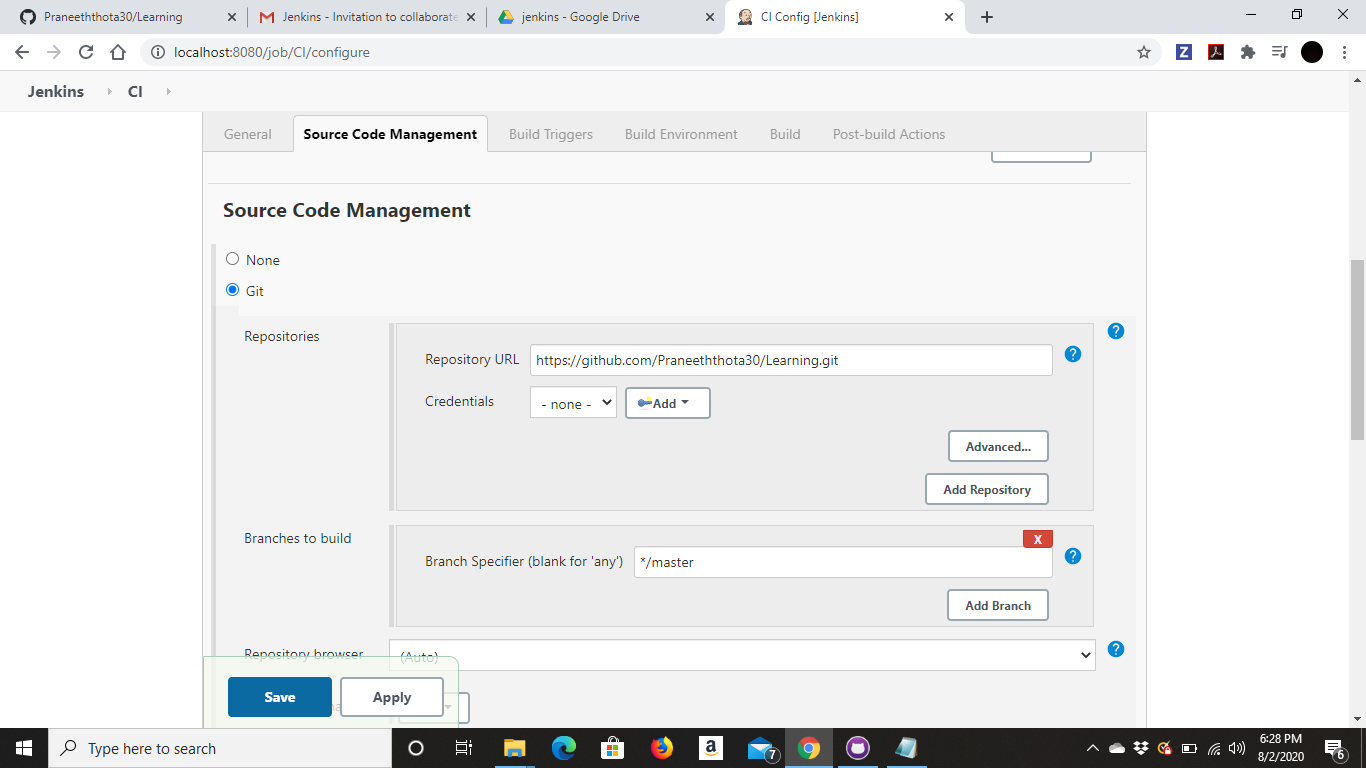 Praneeththota30/Learning
Jenkins - Invitation to collaborate
jenkins - Google Drive
CI Config [Jenkins]
localhost:8080/job/CI/configure
Z
Jenkins CI
General Source Code Management Build Triggers Build Environment Build Post-build Actions
Source Code Management
None
Git
Repositories
Repository URL https://github.com/Praneeththota30/Learning.git
Credentials - none - Add
Advanced...
Add Repository
Branches to build
X
Branch Specifier (blank for 'any') */master
Add Branch
Repository browser (Auto)
Save Apply
Type here to search
a
7
6:28 PM
8/2/2020
6